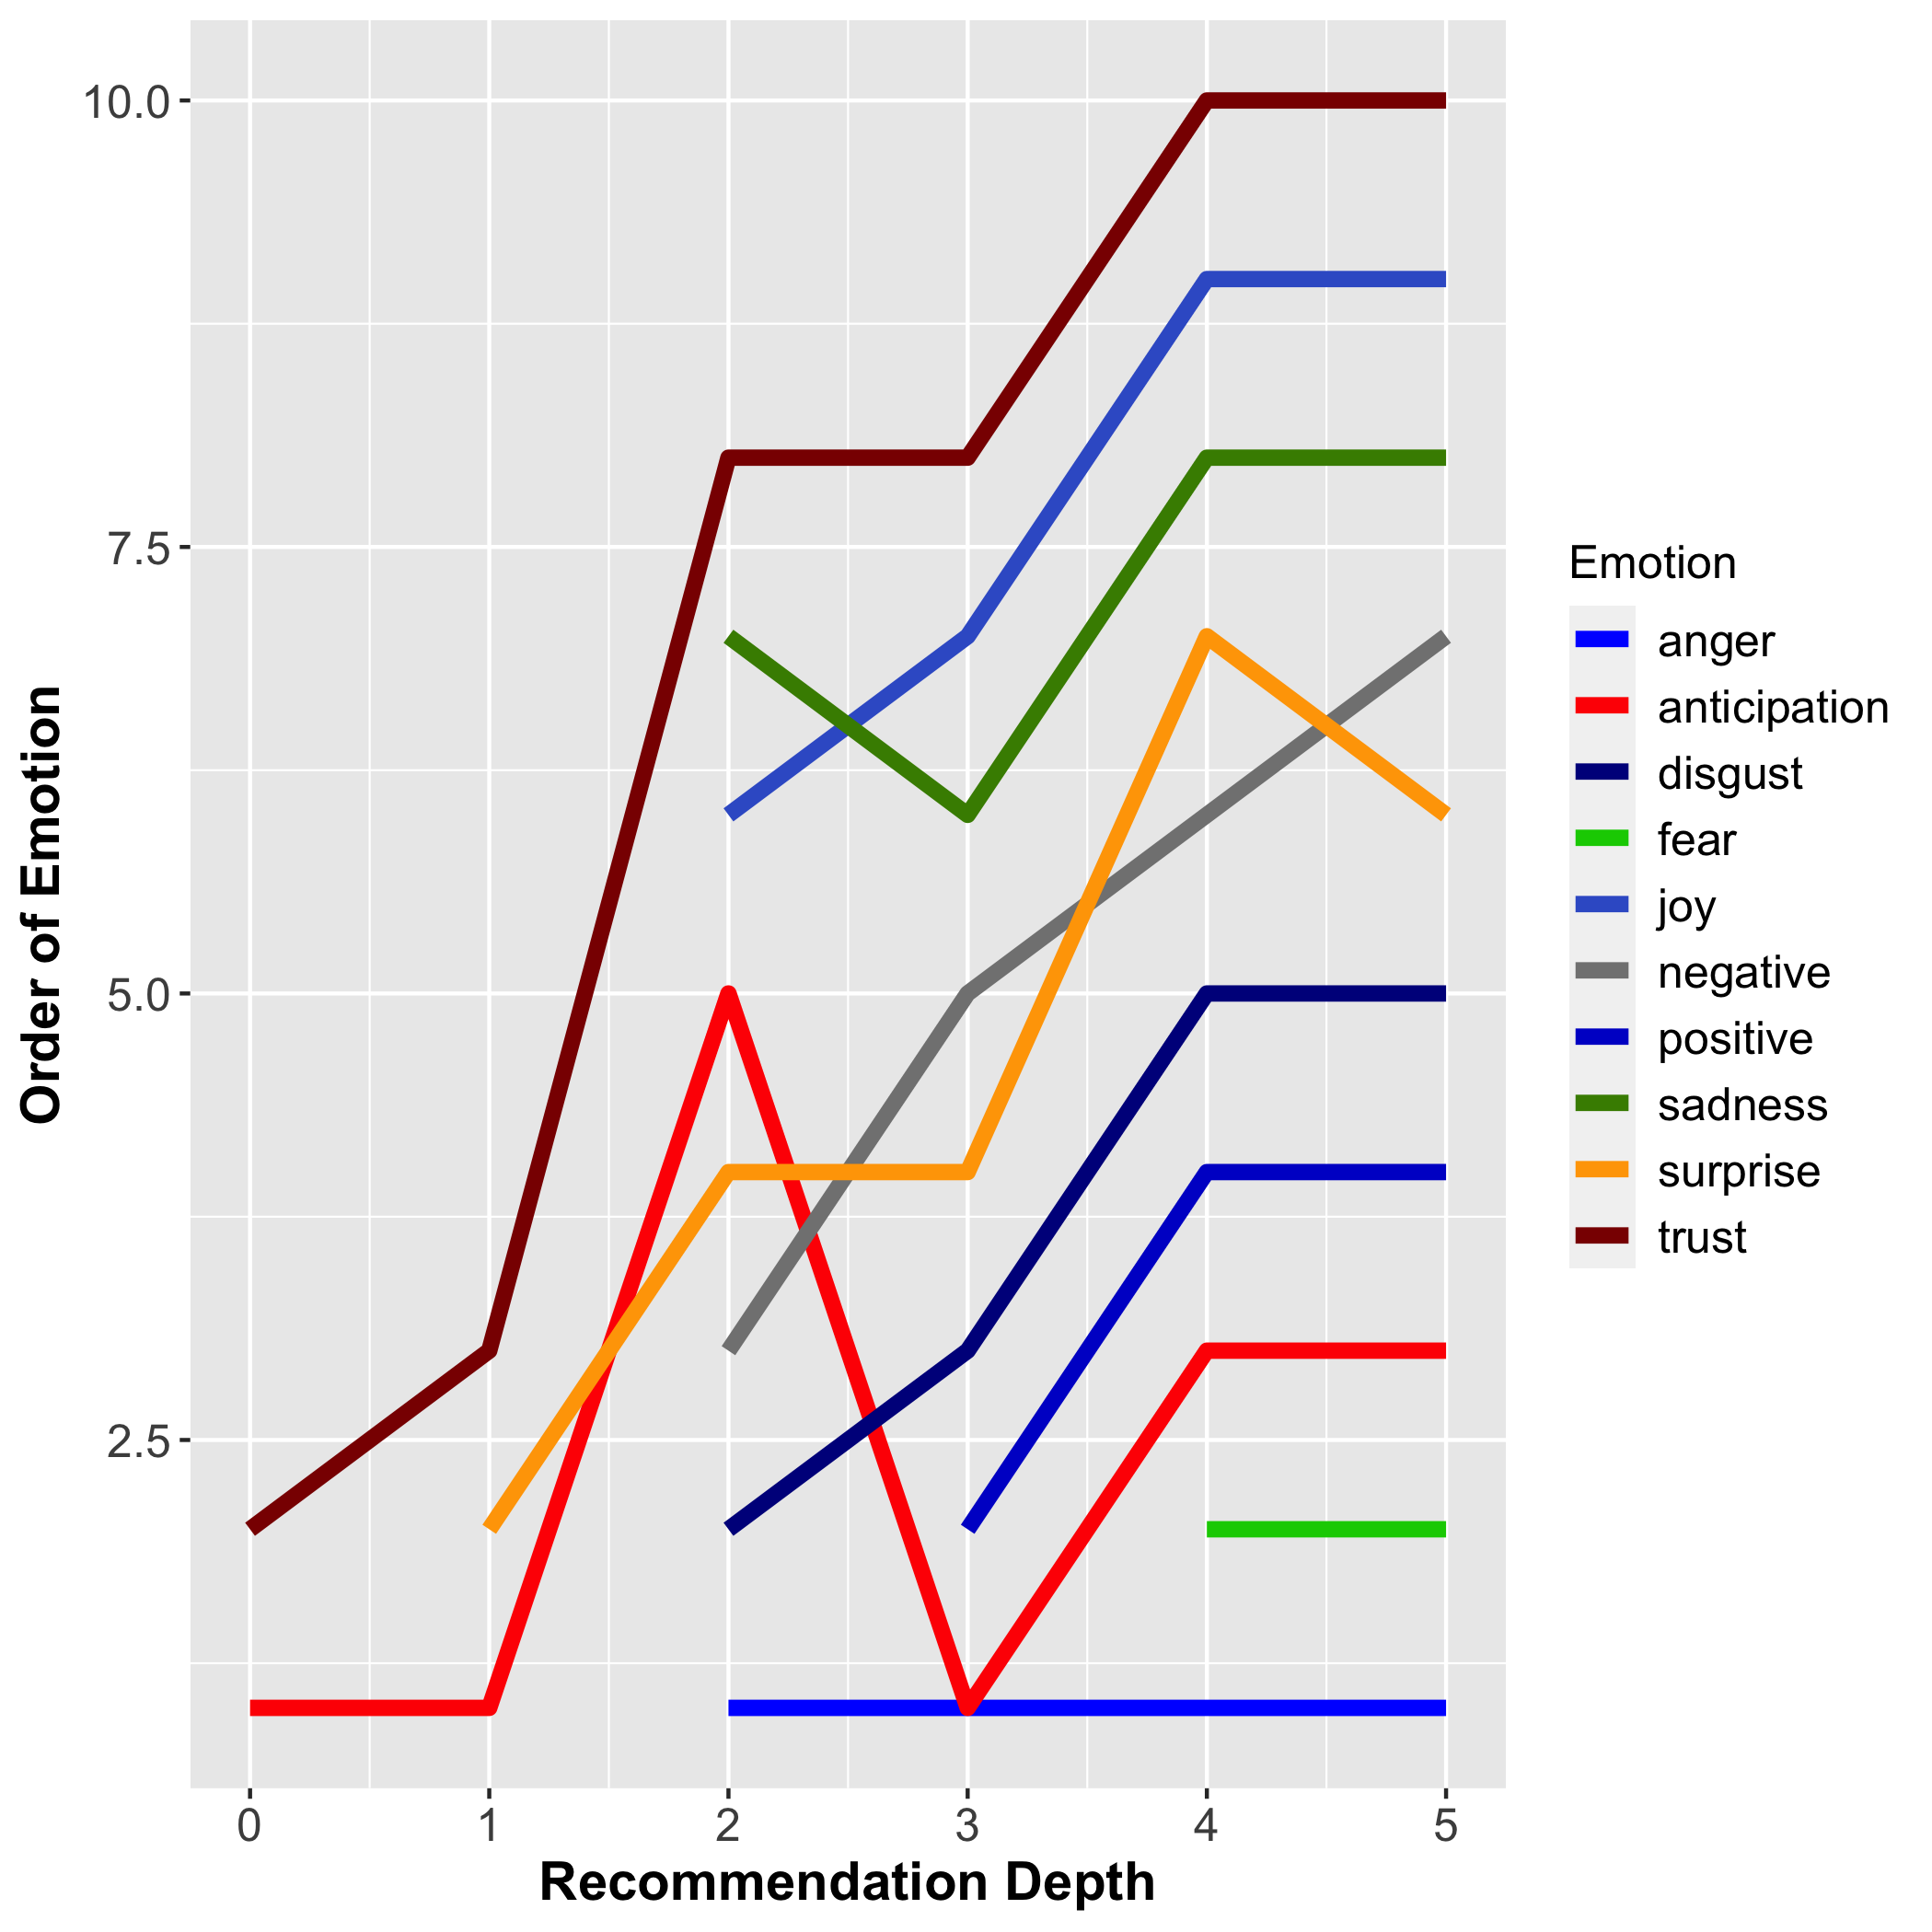 Order of Emotion
10.0
7.5
5.0
2.5
0 1 2 3 4 5
Recommendation Depth
Emotion
anger
anticipation
disgust
fear
joy
negative
positive
sadness
surprise
trust